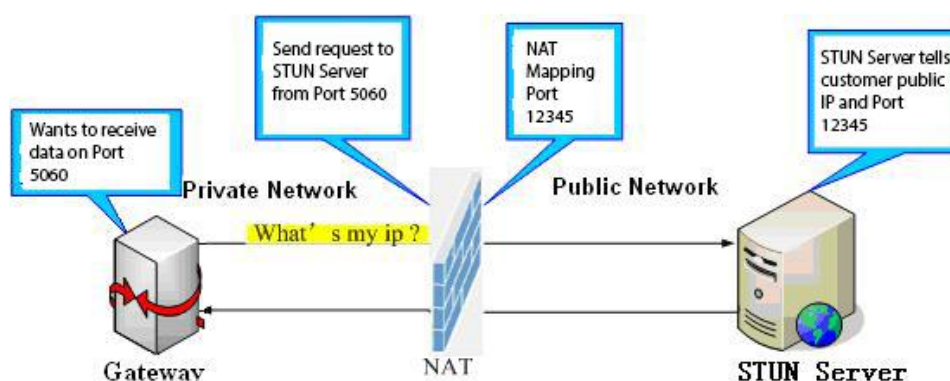 Send request to
STUN Server
from Port 5060
NAT
Mapping
Port
12345
STUN Server tells
customer public
IP and Port
12345
Wants to receive
data on Port
5060
Private Network
Public Network
What's my ip ?
Gateway
NAT
STUN Server